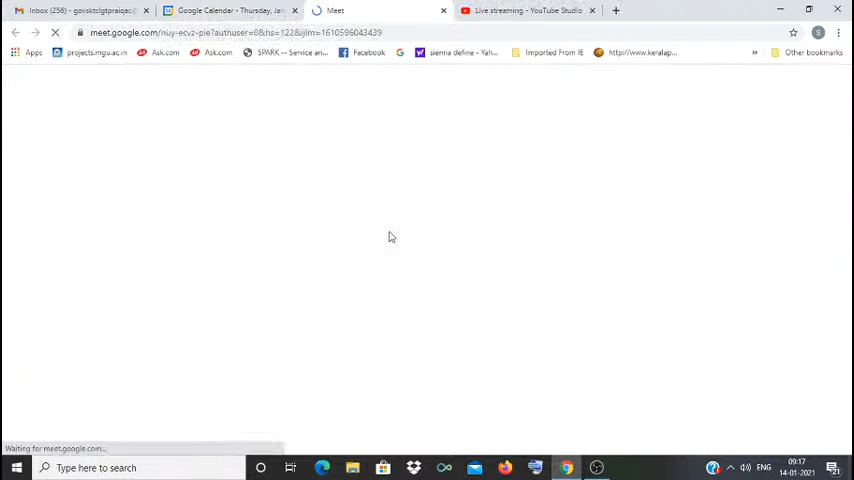 Inbox (256) - govsktclgtpraiqac@
Google Calendar - Thursday, Jan
Meet
Live streaming - YouTube Studio
meet.google.com/nuy-ecvz-pie?authuser=0&hs=122&ijlm=1610596043439
Apps
projects.mgu.ac.in
Ask.com
Ask.com
SPARK -- Service an...
Facebook
sienna define - Yah...
Imported From IE
http://www.keralap...
»
Other bookmarks
Waiting for meet.google.com...
Type here to search
ENG
09:17
14-01-2021
21